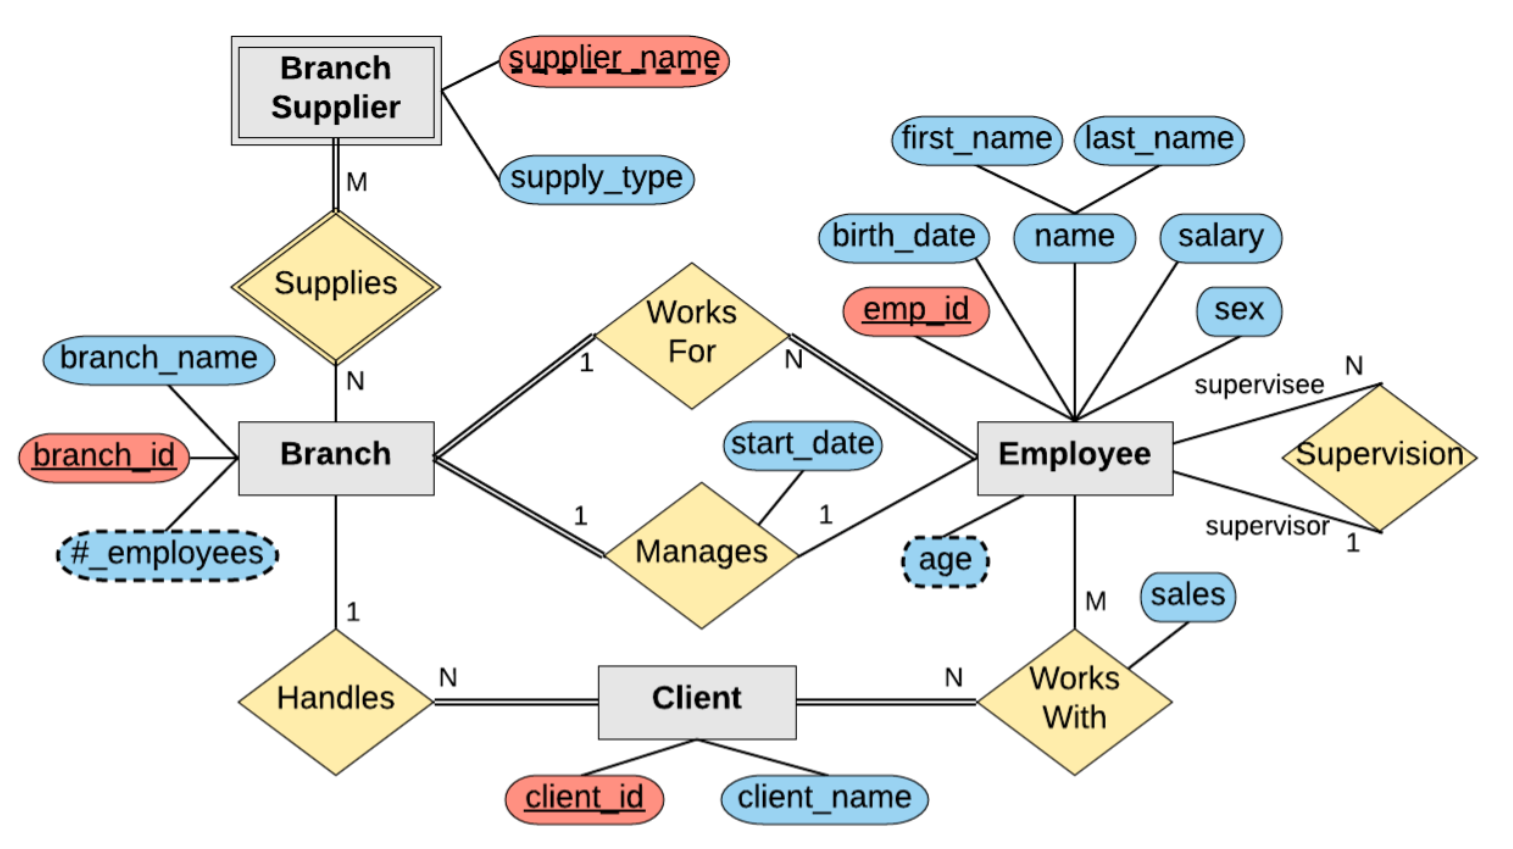 Branch
Supplier
supplier_name
supply_type
M
Supplies
N
first_name
last_name
birth_date
name
salary
emp_id
sex
branch_name
branch_id
#_employees
Branch
Works
For
1
N
start_date
Manages
1
1
Employee
age
supervisee
N
Supervision
supervisor
1
M
sales
Works
With
N
1
Handles
N
Client
client_id
client_name